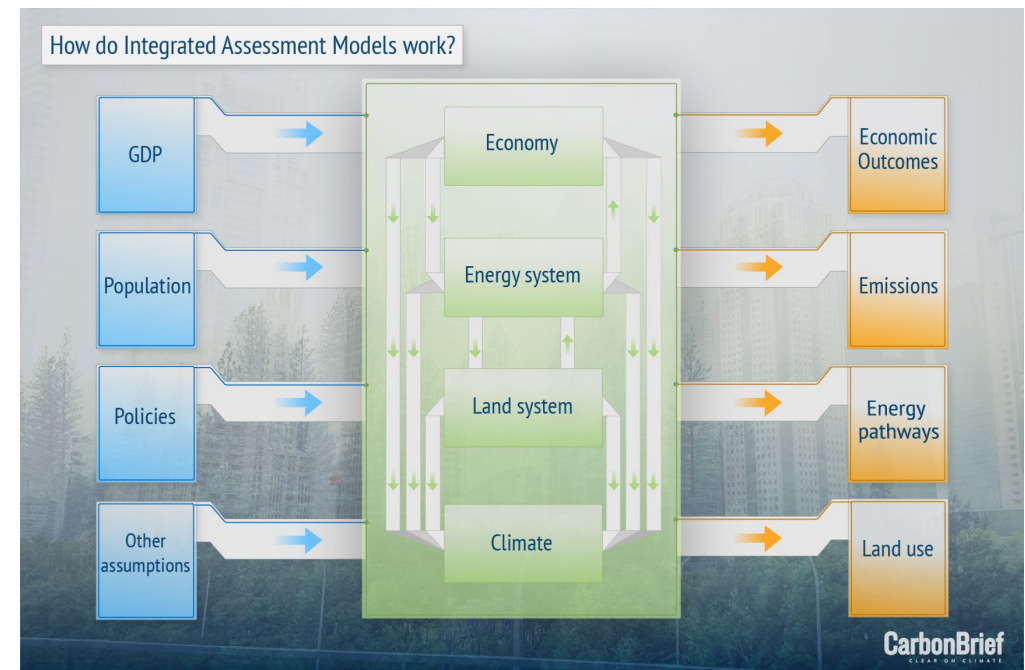 How do Integrated Assessment Models work?
GDP
Population
Policies
Other
assumptions
Economy
Energy system
Land system
Climate
Economic
Outcomes
Emissions
Energy
pathways
Land use
CarbonBrief
CLEAR ON CLIMATE